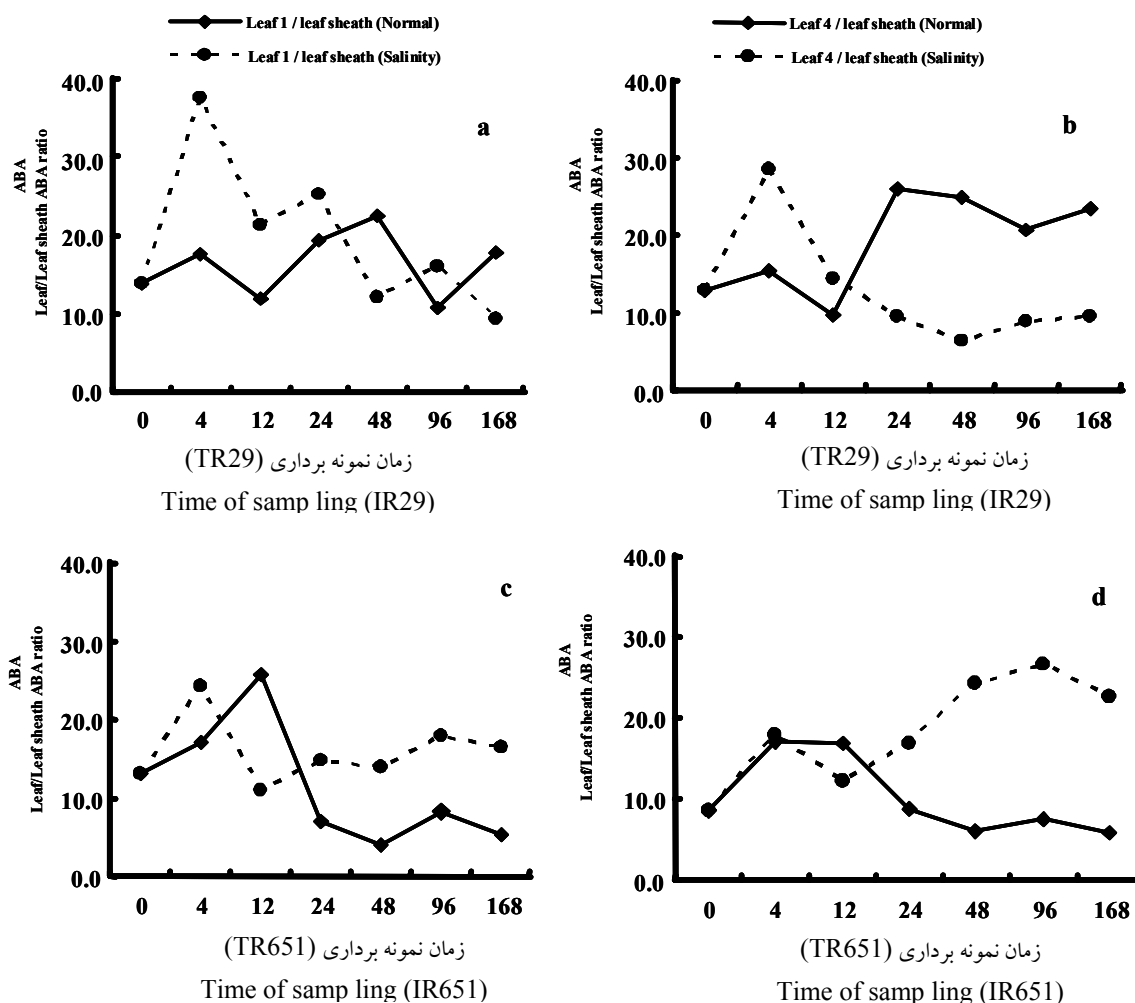 Leaf 1 / leaf sheath (Normal)
Leaf 1 / leaf sheath (Salinity)
Leaf 4 / leaf sheath (Normal)
Leaf 4 / leaf sheath (Salinity)
ABA
Leaf/Leaf sheath ABA ratio
40.0
30.0
20.0
10.0
0.0
a
0 4 12 24 48 96 168
زمان نمونه برداری (TR29)
Time of samp ling (IR29)
ABA
Leaf/Leaf sheath ABA ratio
40.0
30.0
20.0
10.0
0.0
b
0 4 12 24 48 96 168
زمان نمونه برداری (TR29)
Time of samp ling (IR29)
ABA
Leaf/Leaf sheath ABA ratio
40.0
30.0
20.0
10.0
0.0
c
0 4 12 24 48 96 168
زمان نمونه برداری (TR651)
Time of samp ling (IR651)
ABA
Leaf/Leaf sheath ABA ratio
40.0
30.0
20.0
10.0
0.0
d
0 4 12 24 48 96 168
زمان نمونه برداری (TR651)
Time of samp ling (IR651)